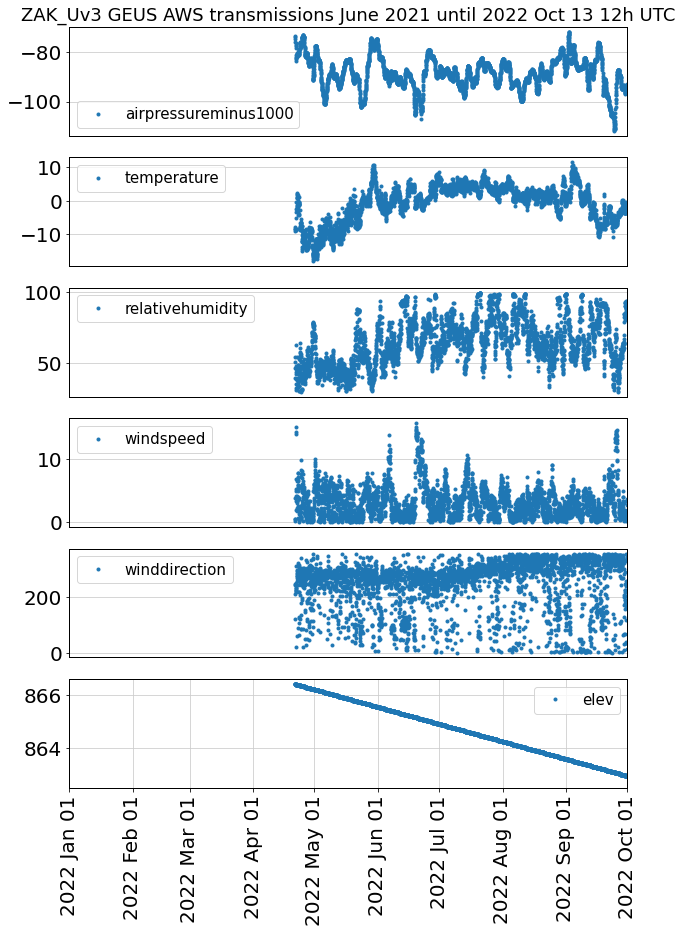 ZAK_Uv3 GEUS AWS transmissions June 2021 until 2022 Oct 13 12h UTC
−80
−100
airpressureminus1000
10
0
−10
temperature
100
50
relativehumidity
10
0
windspeed
200
0
winddirection
866
864
elev
2022 Jan 01
2022 Feb 01
2022 Mar 01
2022 Apr 01
2022 May 01
2022 Jun 01
2022 Jul 01
2022 Aug 01
2022 Sep 01
2022 Oct 01